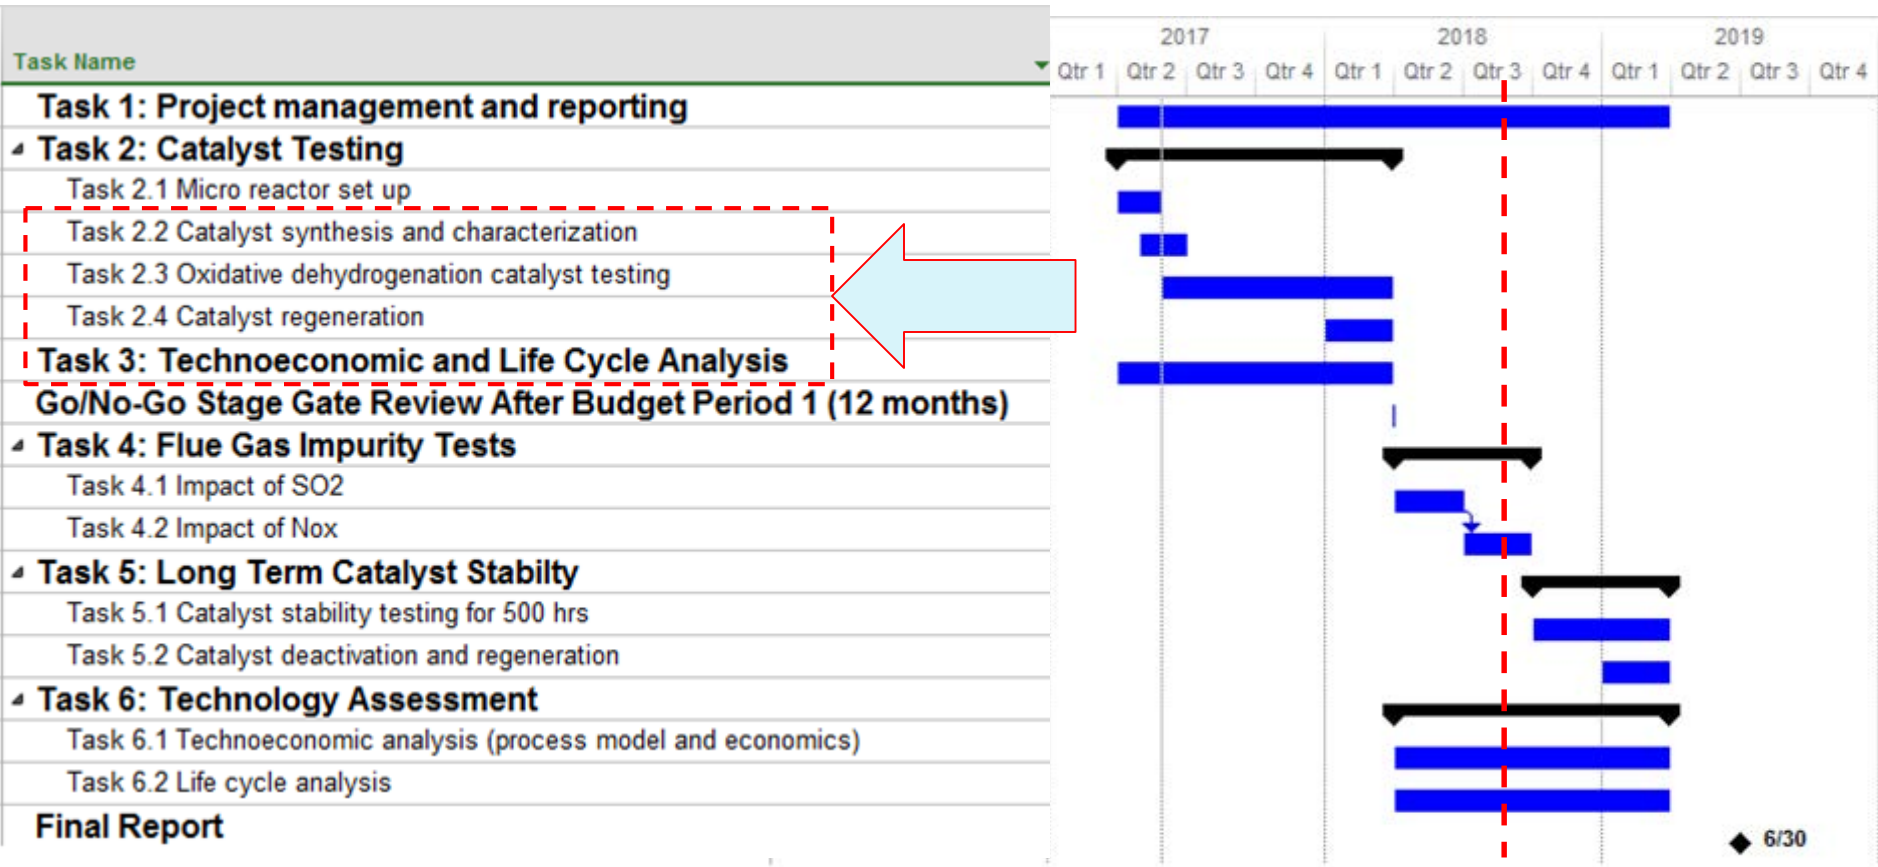 2017 2018 2019
Task Name Qtr 1 Qtr 2 Qtr 3 Qtr 4 Qtr 1 Qtr 2 Qtr 3 Qtr 4 Qtr 1 Qtr 2 Qtr 3 Qtr 4
Task 1: Project management and reporting
Task 2: Catalyst Testing
Task 2.1 Micro reactor set up
Task 2.2 Catalyst synthesis and characterization
Task 2.3 Oxidative dehydrogenation catalyst testing
Task 2.4 Catalyst regeneration
Task 3: Technoeconomic and Life Cycle Analysis
Go/No-Go Stage Gate Review After Budget Period 1 (12 months)
Task 4: Flue Gas Impurity Tests
Task 4.1 Impact of SO2
Task 4.2 Impact of Nox
Task 5: Long Term Catalyst Stabilty
Task 5.1 Catalyst stability testing for 500 hrs
Task 5.2 Catalyst deactivation and regeneration
Task 6: Technology Assessment
Task 6.1 Technoeconomic analysis (process model and economics)
Task 6.2 Life cycle analysis
Final Report 6/30